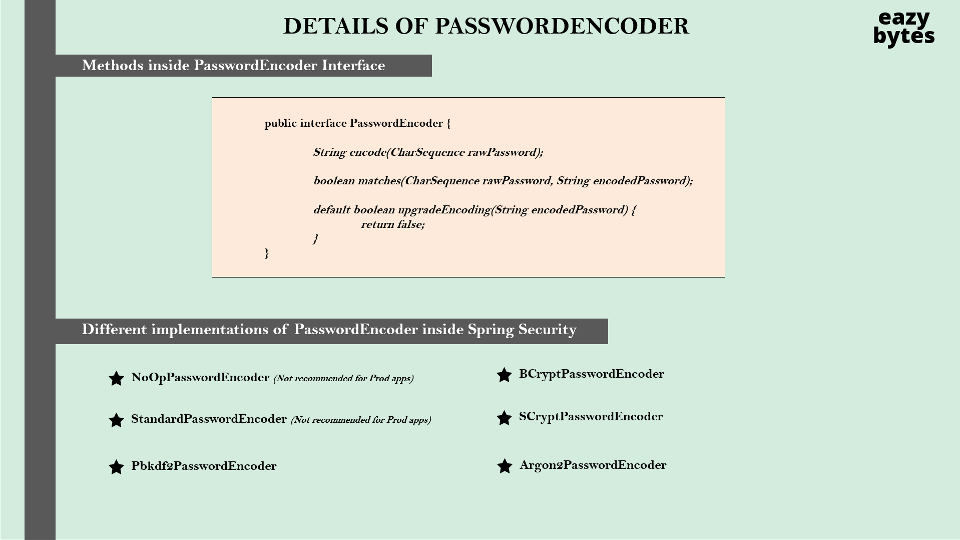 DETAILS OF PASSWORDENCODER
eazy
bytes
Methods inside PasswordEncoder Interface
public interface PasswordEncoder {
String encode(CharSequence rawPassword);
boolean matches(CharSequence rawPassword, String encodedPassword);
default boolean upgradeEncoding(String encodedPassword) {
return false;
}
}
Different implementations of PasswordEncoder inside Spring Security
NoOpPasswordEncoder (Not recommended for Prod apps)
StandardPasswordEncoder (Not recommended for Prod apps)
Pbkdf2PasswordEncoder
BCryptPasswordEncoder
SCryptPasswordEncoder
Argon2PasswordEncoder